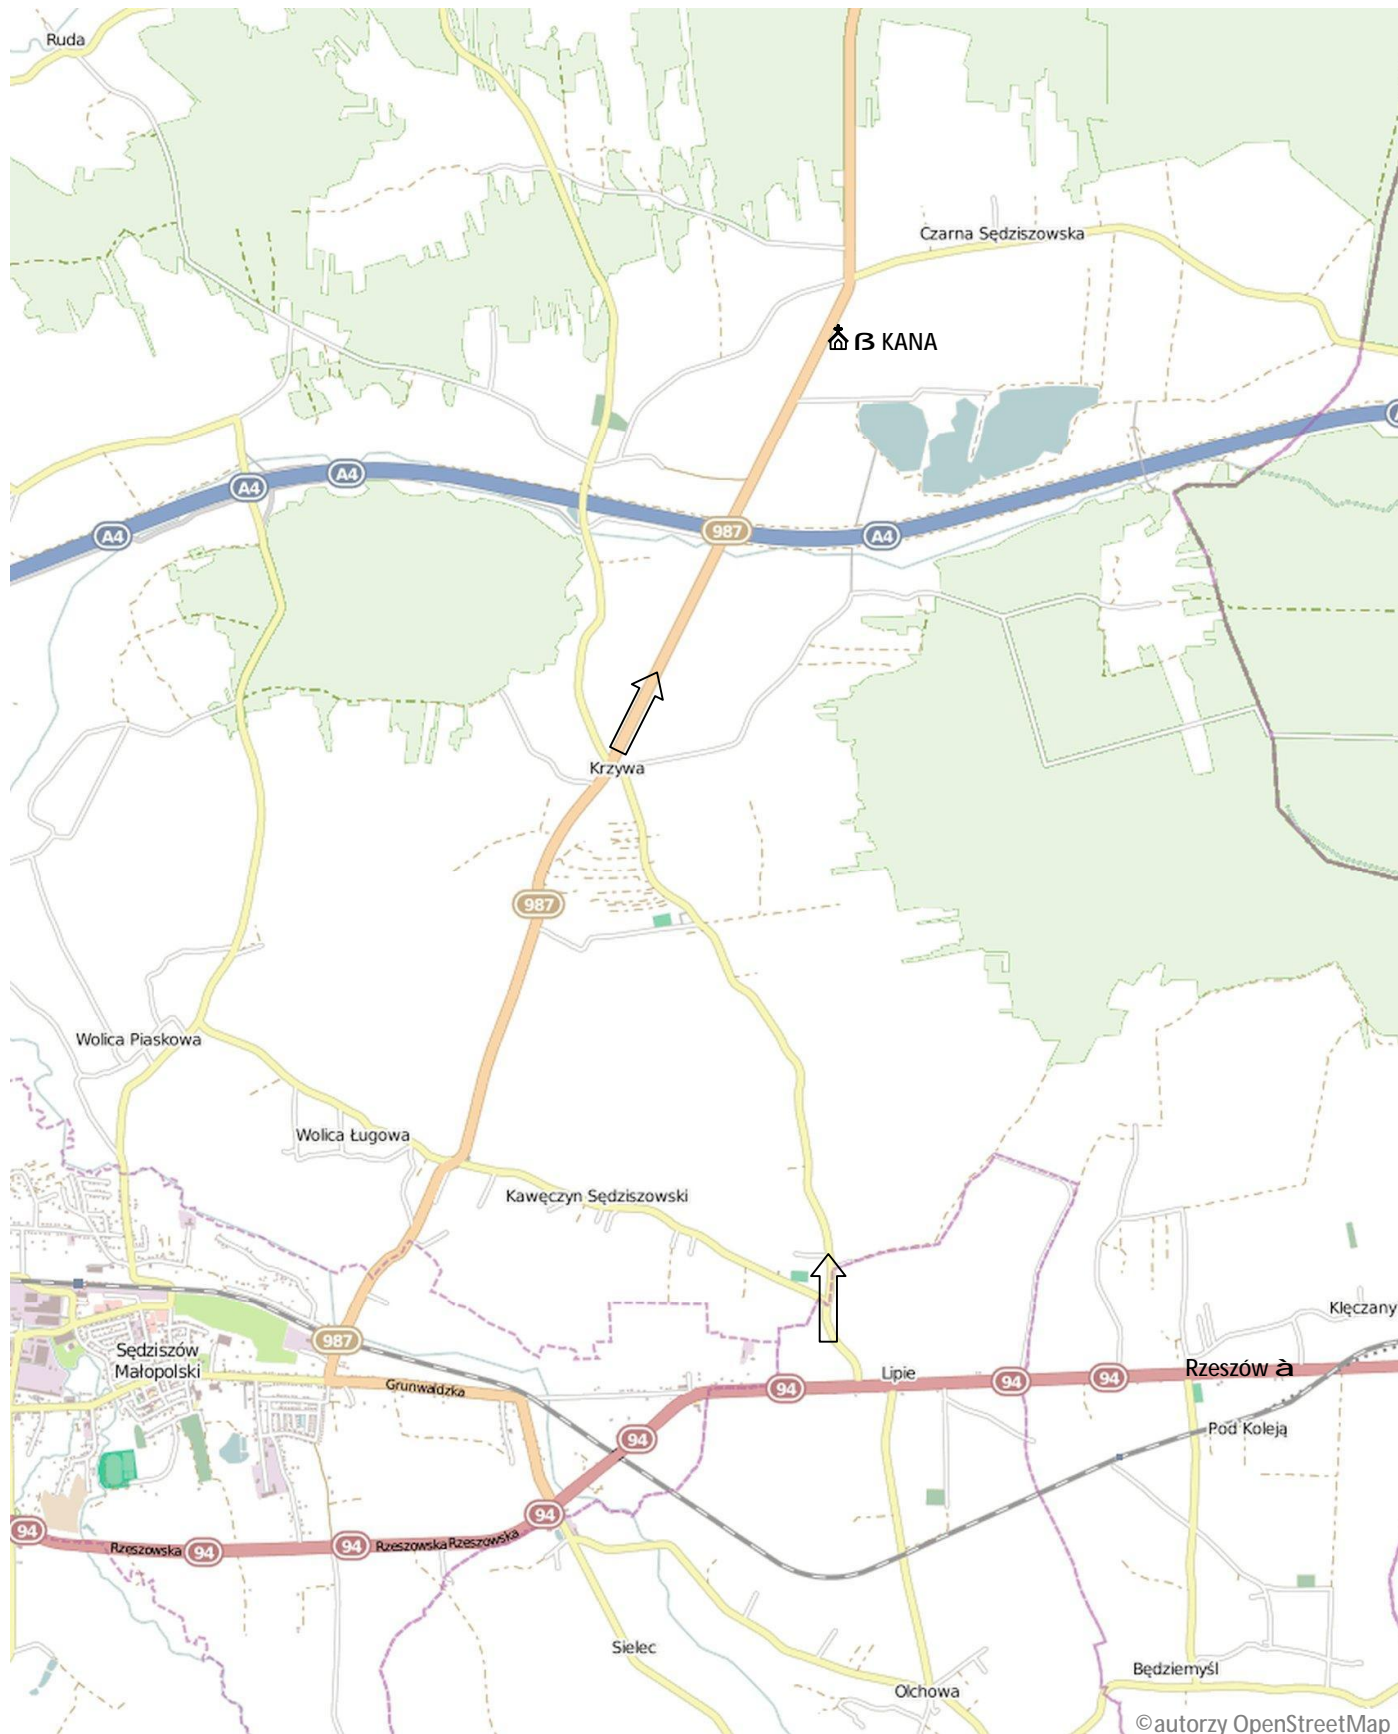 Ruda
Czarna Sędziszowska
ß KANA
A4
A4
A4
987
A4
Krzywa
987
Wolica Piaskowa
Wolica Ługowa
Kawęczyn Sędziszowski
Klęczany
987
Sędziszów
Małopolski
Grunwaldzka
Lipie
94
94
94
Rzeszów à
94
Pod Koleją
94
94
Rzeszowska
94
94
Rzeszowska
Rzeszowska
Sielec
Olchowa
Będziemyśl
©autorzy OpenStreetMap